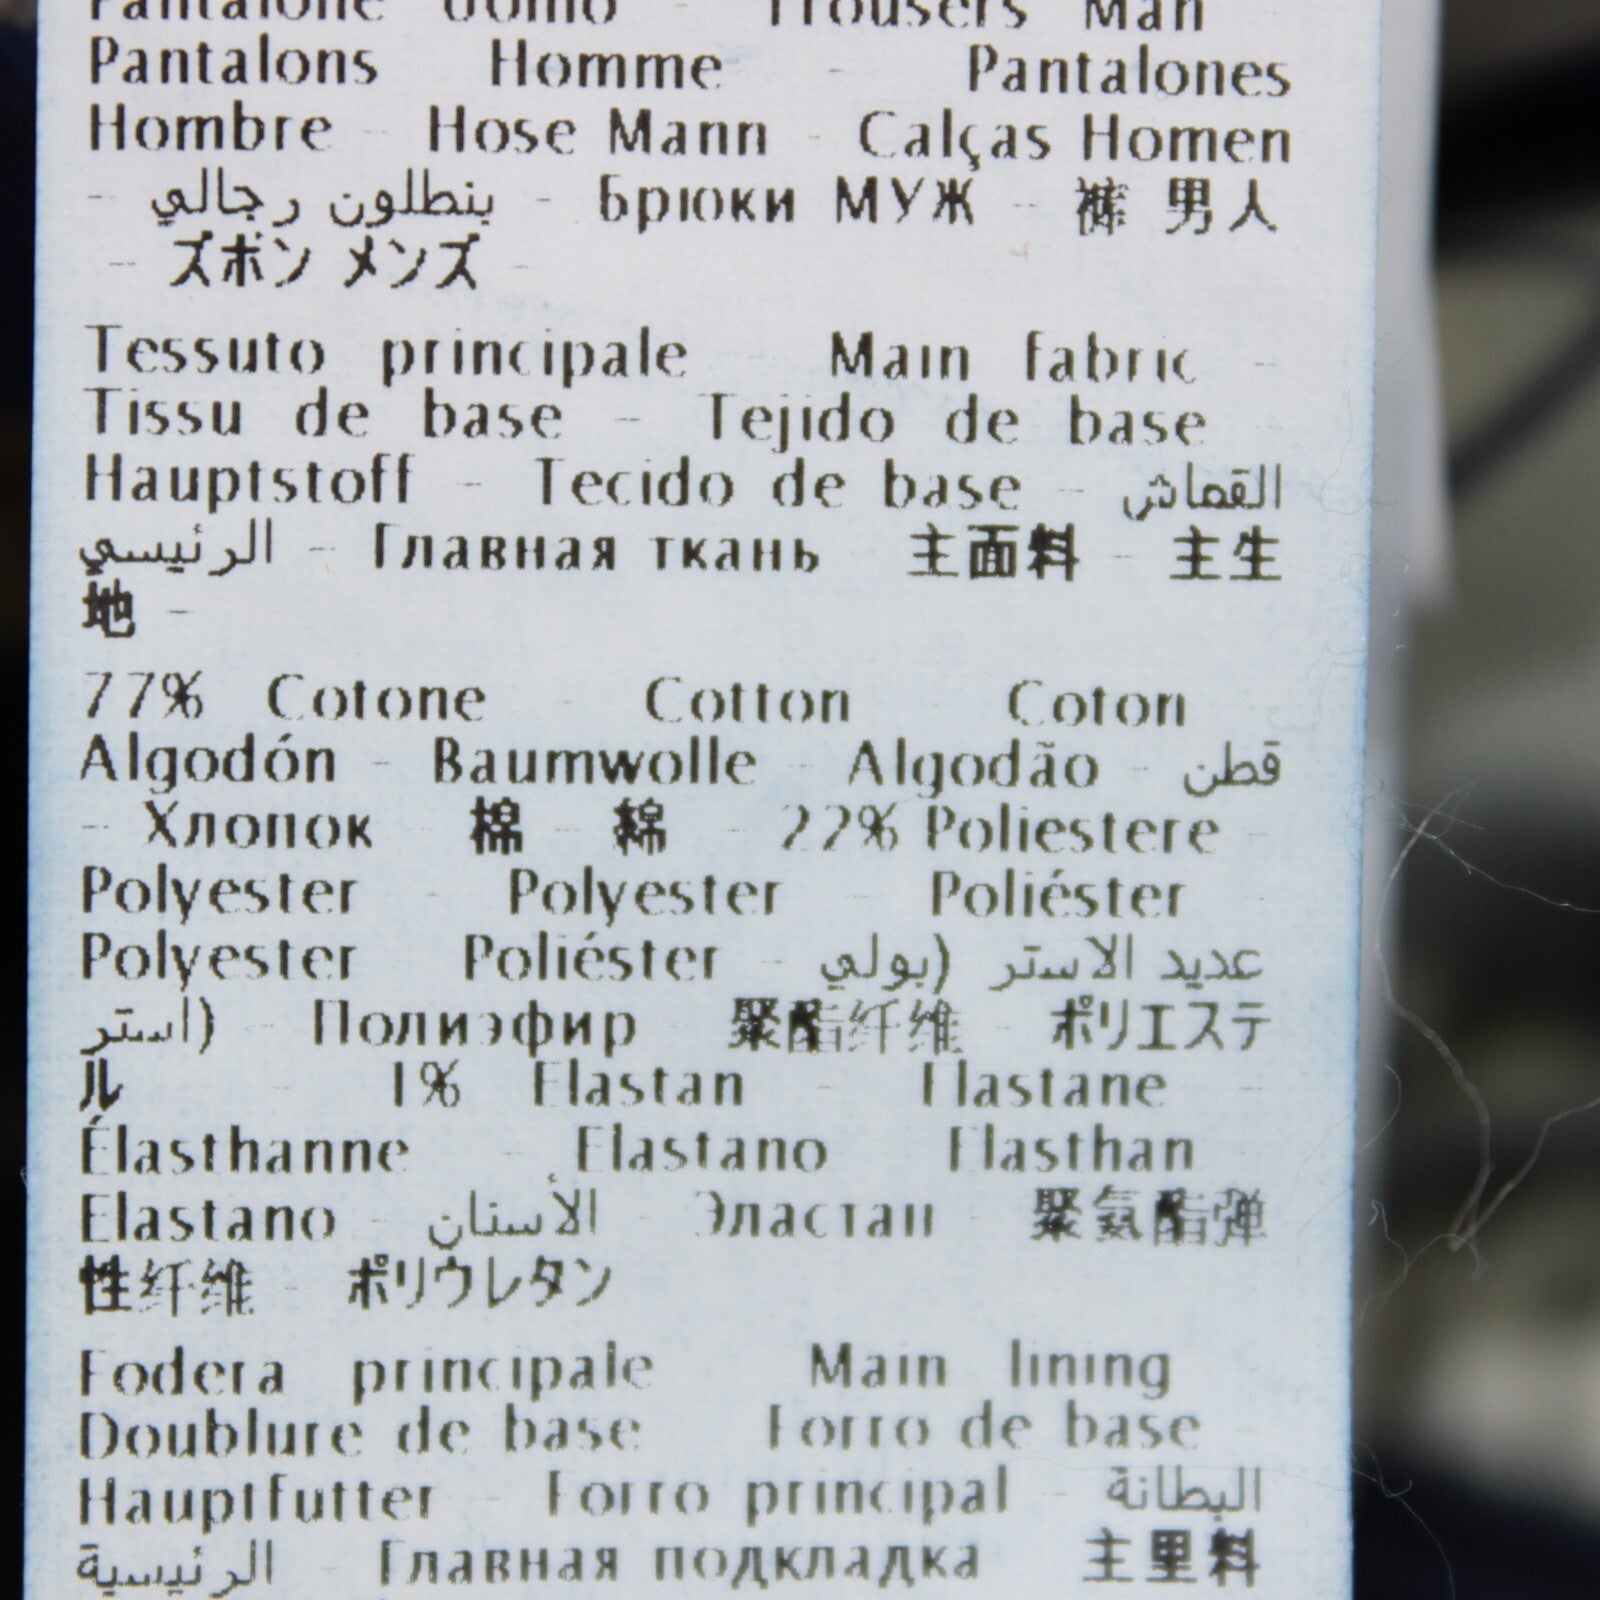 Pantalone Uomo - Trousers Man
Pantalons Homme - Pantalones
Hombre - Hose Mann - Calças Homen
- بنطلون رجالي - Брюки МУЖ - 裤 男人
- ズボン メンズ -
Tessuto principale Main fabric -
Tissu de base - Tejido de base
Hauptstoff - Tecido de base - القماش
الرئيسي - Главная ткань 主面料 - 主生
地 -
77% Cotone - Cotton Coton
Algodón - Baumwolle - Algodão - قطن
- Хлопок 棉 - 綿 - 22% Poliestere -
Polyester - Polyester - Poliéster
Polyester Poliéster - عديد الاستر (بولي
استر) - Полиэфир 聚酯纤维 - ポリエステ
ル 1% Elastan - Elastane -
Élasthanne - Elastano Elasthan
Elastano - الأسنان - Эластан - 聚氨酯弹
性纤维 - ポリウレタン
Fodera principale Main lining
Doublure de base Forro de base -
Hauptfutter - Forro principal - البطانة
الرئيسية - Главная подкладка 主里料